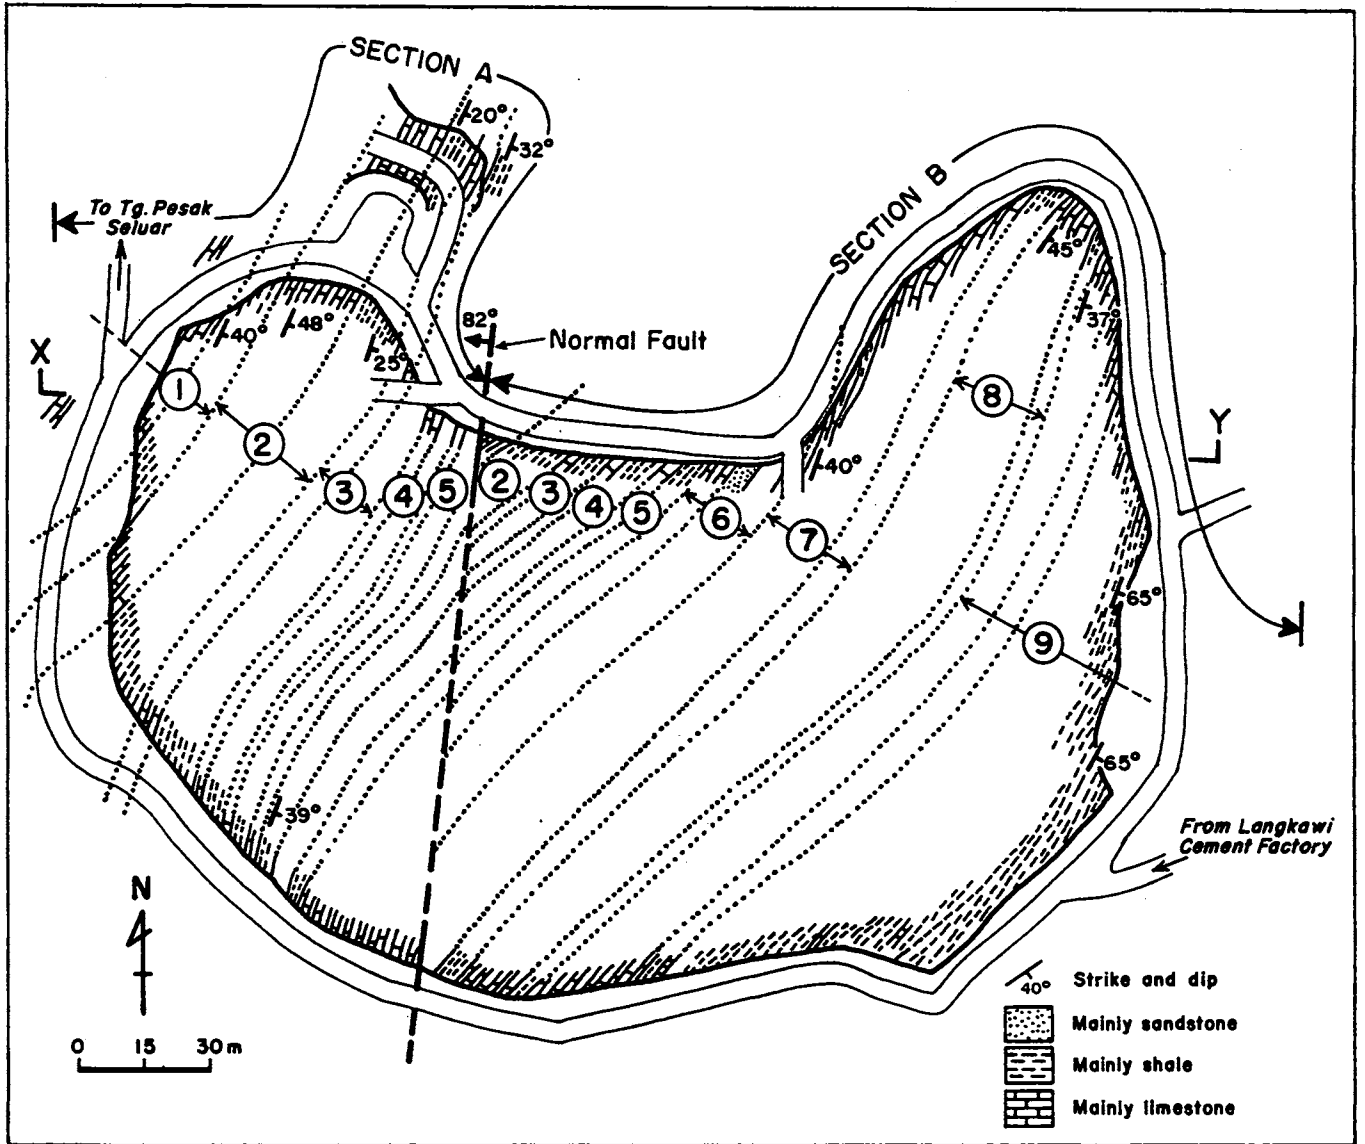 SECTION A
20°
32°
To Tg. Pesak
Seluar
SECTION B
45°
40°
48°
82°
Normal Fault
37°
25°
X
1
8
Y
2
40°
3
4
5
2
3
4
5
6
7
65°
9
65°
39°
From Langkawi
Cement Factory
N
40°
Strike and dip
Mainly sandstone
0 15 30 m
Mainly shale
Mainly limestone